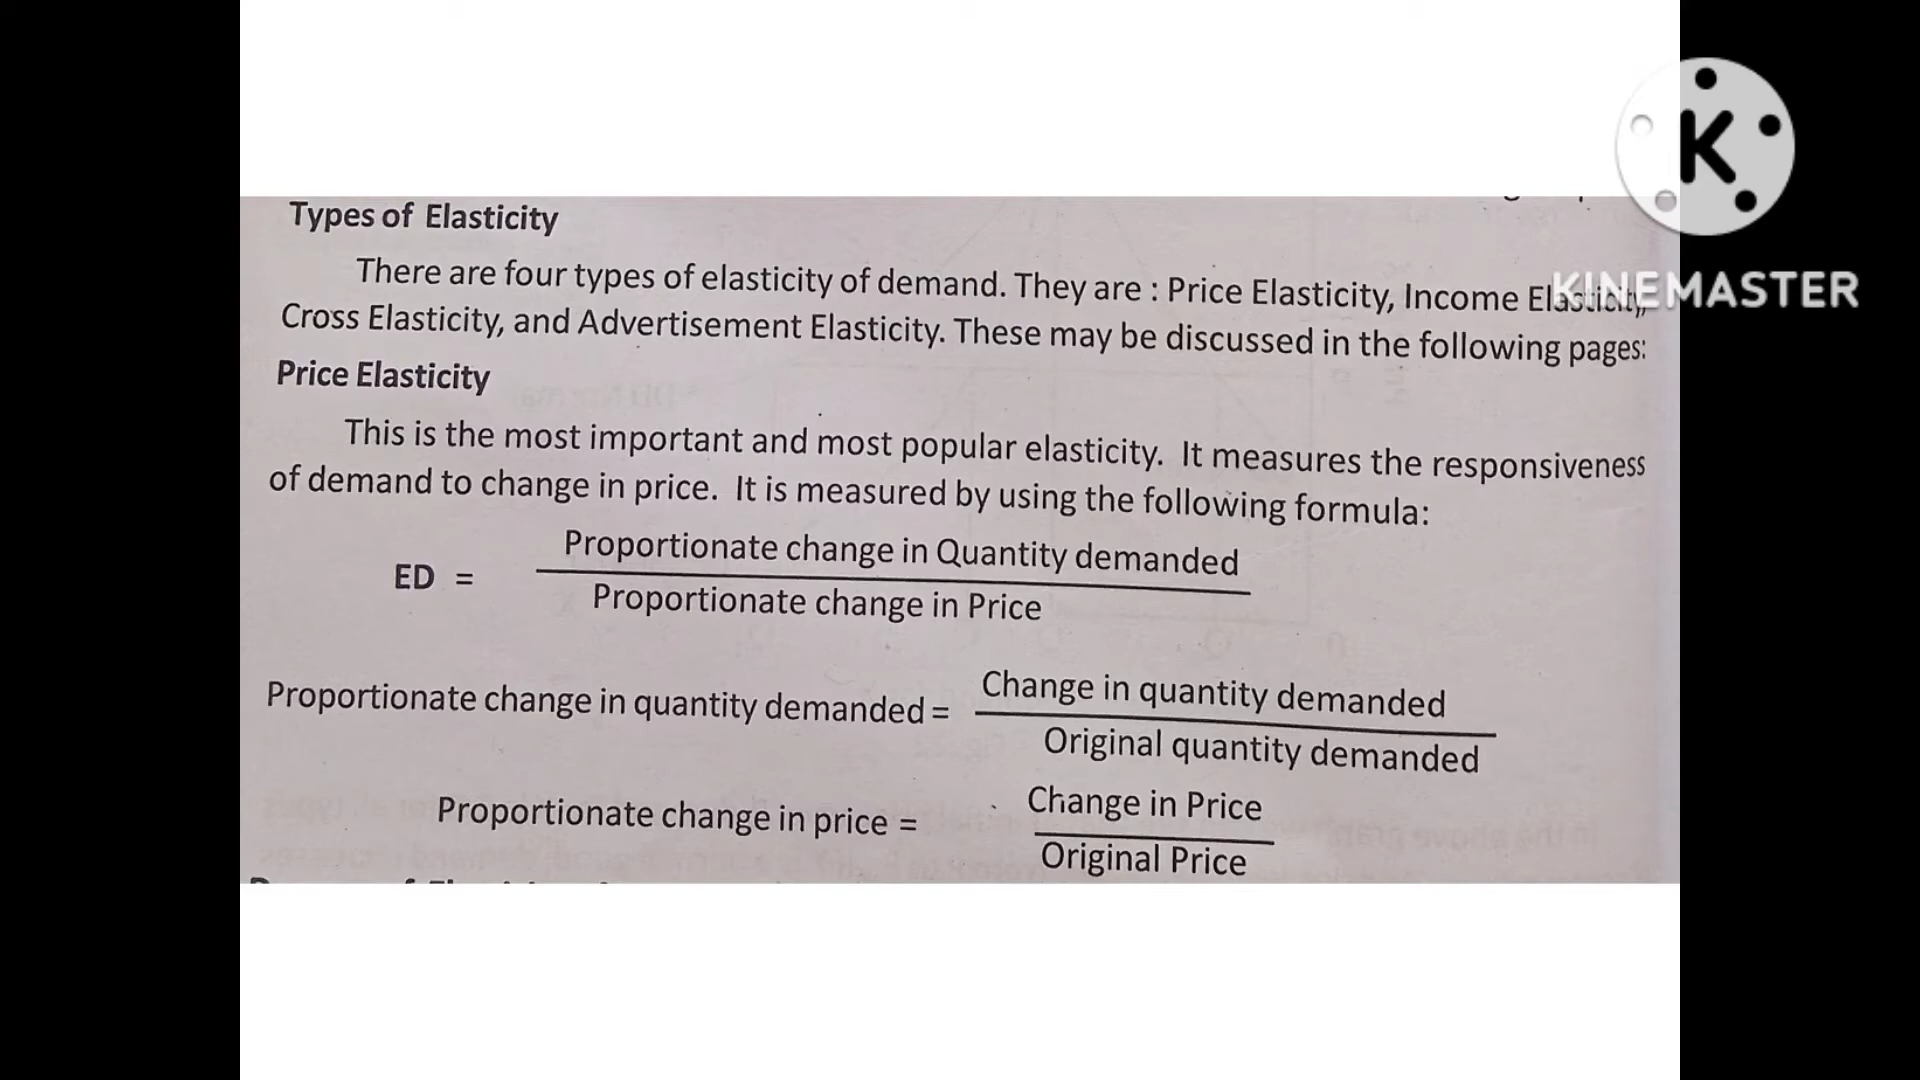 Types of Elasticity
There are four types of elasticity of demand. They are : Price Elasticity, Income Elasticity,
Cross Elasticity, and Advertisement Elasticity. These may be discussed in the following pages:
Price Elasticity
This is the most important and most popular elasticity. It measures the responsiveness
of demand to change in price. It is measured by using the following formula:
Proportionate change in Quantity demanded
ED =
Proportionate change in Price
Change in quantity demanded
Proportionate change in quantity demanded =
Original quantity demanded
Change in Price
Proportionate change in price =
Original Price
K
KINEMASTER